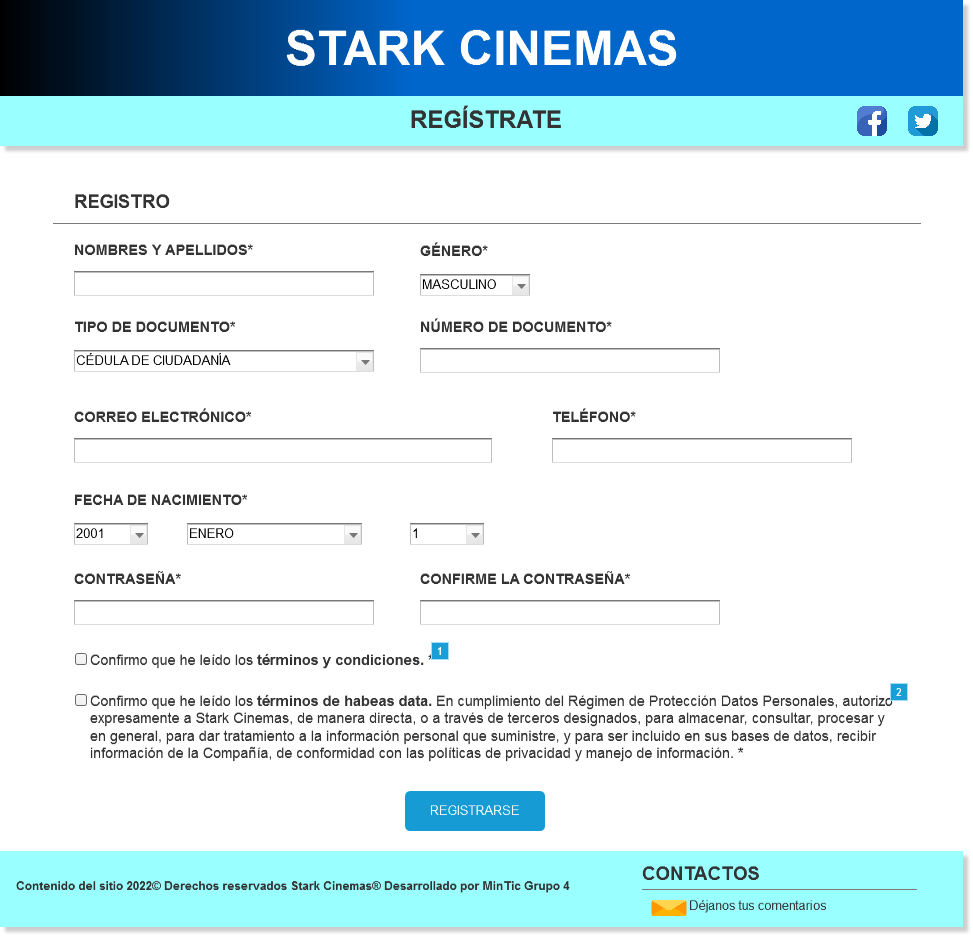 STARK CINEMAS
REGÍSTRATE
REGISTRO
NOMBRES Y APELLIDOS*
GÉNERO*
MASCULINO
TIPO DE DOCUMENTO*
NÚMERO DE DOCUMENTO*
CÉDULA DE CIUDADANÍA
CORREO ELECTRÓNICO*
TELÉFONO*
FECHA DE NACIMIENTO*
2001
ENERO
1
CONTRASEÑA*
CONFIRME LA CONTRASEÑA*
1
Confirmo que he leído los términos y condiciones. *
2
Confirmo que he leído los términos de habeas data. En cumplimiento del Régimen de Protección Datos Personales, autorizo
expresamente a Stark Cinemas, de manera directa, o a través de terceros designados, para almacenar, consultar, procesar y
en general, para dar tratamiento a la información personal que suministre, y para ser incluido en sus bases de datos, recibir
información de la Compañía, de conformidad con las políticas de privacidad y manejo de información. *
REGISTRARSE
CONTACTOS
Contenido del sitio 2022© Derechos reservados Stark Cinemas® Desarrollado por MinTic Grupo 4
Déjanos tus comentarios